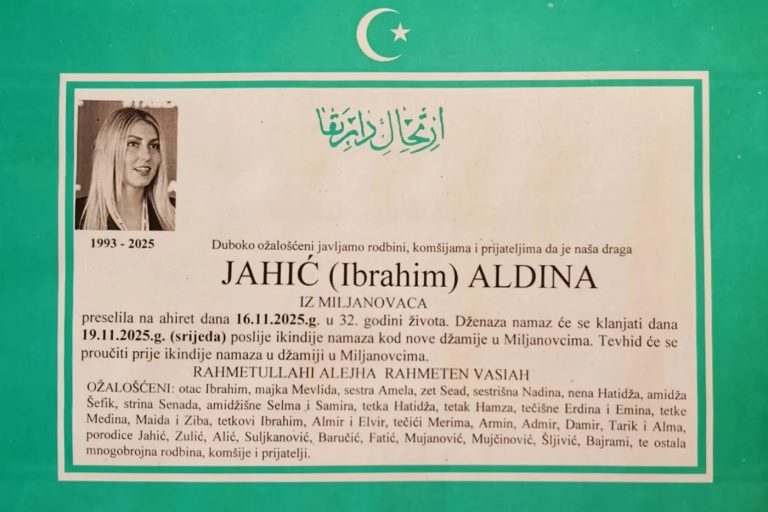 ارتحال دار بقا
1993 - 2025
Duboko ožalošćeni javljamo rodbini, komšijama i prijateljima da je naša draga
JAHIĆ (Ibrahim) ALDINA
IZ MILJANOVACA
preselila na ahiret dana 16.11.2025.g. u 32. godini života. Dženaza namaz će se klanjati dana
19.11.2025.g. (srijeda) poslije ikindije namaza kod nove džamije u Miljanovcima. Tevhid će se
proučiti prije ikindije namaza u džamiji u Miljanovcima.
RAHMETULLAHI ALEJHA RAHMETEN VASIAH
OŽALOŠĆENI: otac Ibrahim, majka Mevlida, sestra Amela, zet Sead, sestrišna Nadina, nena Hatidža, amidža
Šefik, strina Senada, amidžišne Selma i Samira, tetka Hatidža, tetak Hamza, tečišne Erdina i Emina, tetke
Medina, Maida i Ziba, tetkovi Ibrahim, Almir i Elvir, tečići Merima, Armin, Admir, Damir, Tarik i Alma,
porodice Jahić, Zulić, Alić, Suljkanović, Baručić, Fatić, Mujanović, Mujčinović, Šljivić, Bajrami, te ostala
mnogobrojna rodbina, komšije i prijatelji.